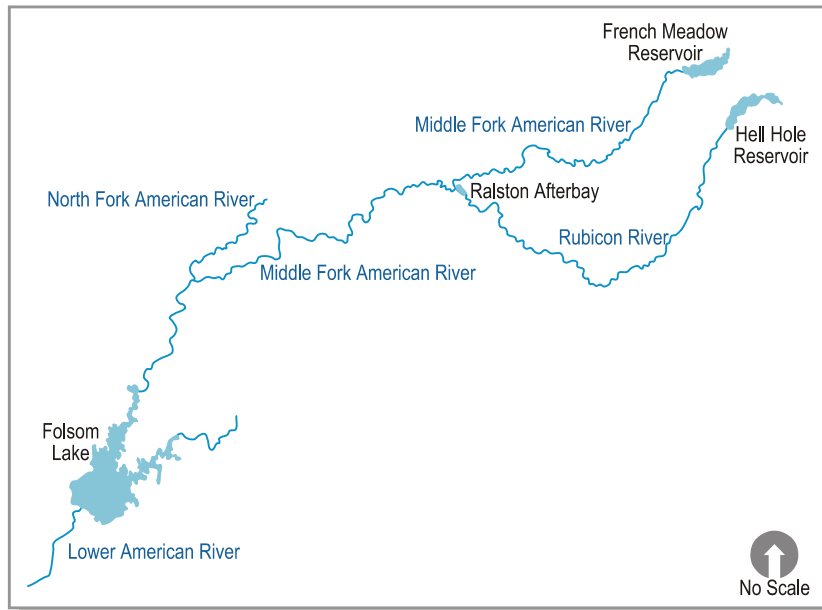 French Meadow
Reservoir
Middle Fork American River
Hell Hole
Reservoir
North Fork American River
Ralston Afterbay
Rubicon River
Middle Fork American River
Folsom
Lake
Lower American River
No Scale